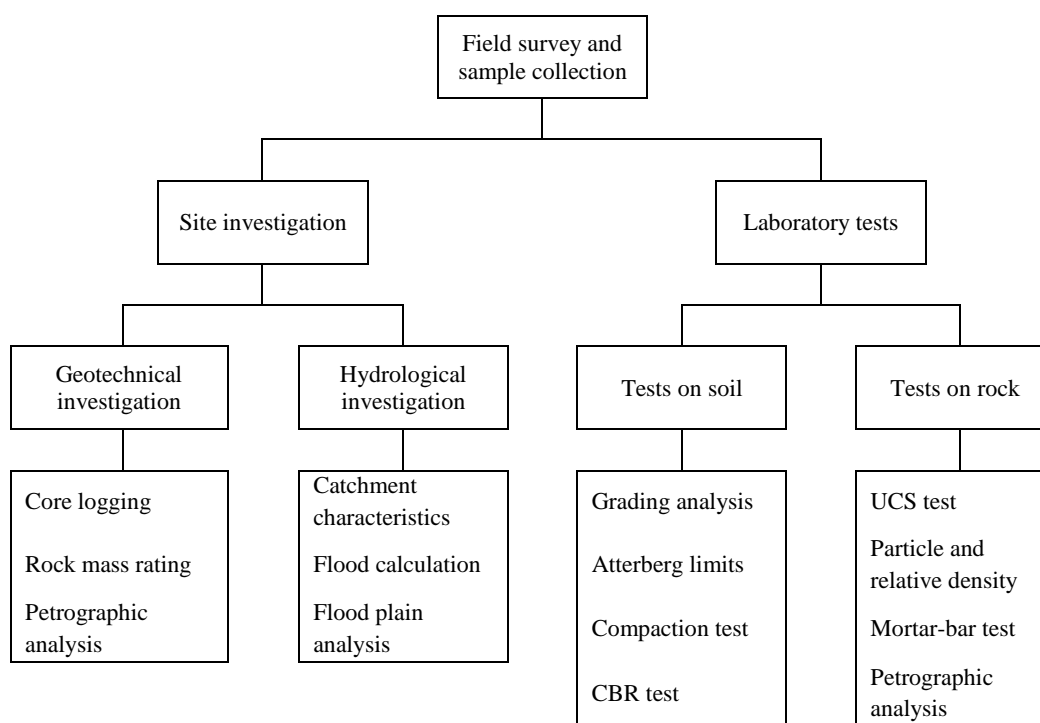 Field survey and
sample collection
Site investigation
Laboratory tests
Geotechnical
investigation
Hydrological
investigation
Tests on soil
Tests on rock
Core logging
Rock mass rating
Petrographic
analysis
Catchment
characteristics
Flood calculation
Flood plain
analysis
Grading analysis
Atterberg limits
Compaction test
CBR test
UCS test
Particle and
relative density
Mortar-bar test
Petrographic
analysis